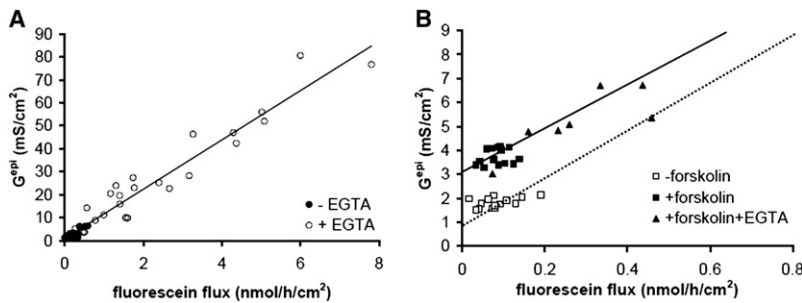 A
90
80
70
60
50
40
30
20
10
0
G^epi (mS/cm²)
0
2
4
6
8
fluorescein flux (nmol/h/cm²)
- EGTA
+ EGTA
B
9
8
7
6
5
4
3
2
1
0
G^epi (mS/cm²)
0
0.2
0.4
0.6
0.8
fluorescein flux (nmol/h/cm²)
-forskolin
+forskolin
+forskolin+EGTA